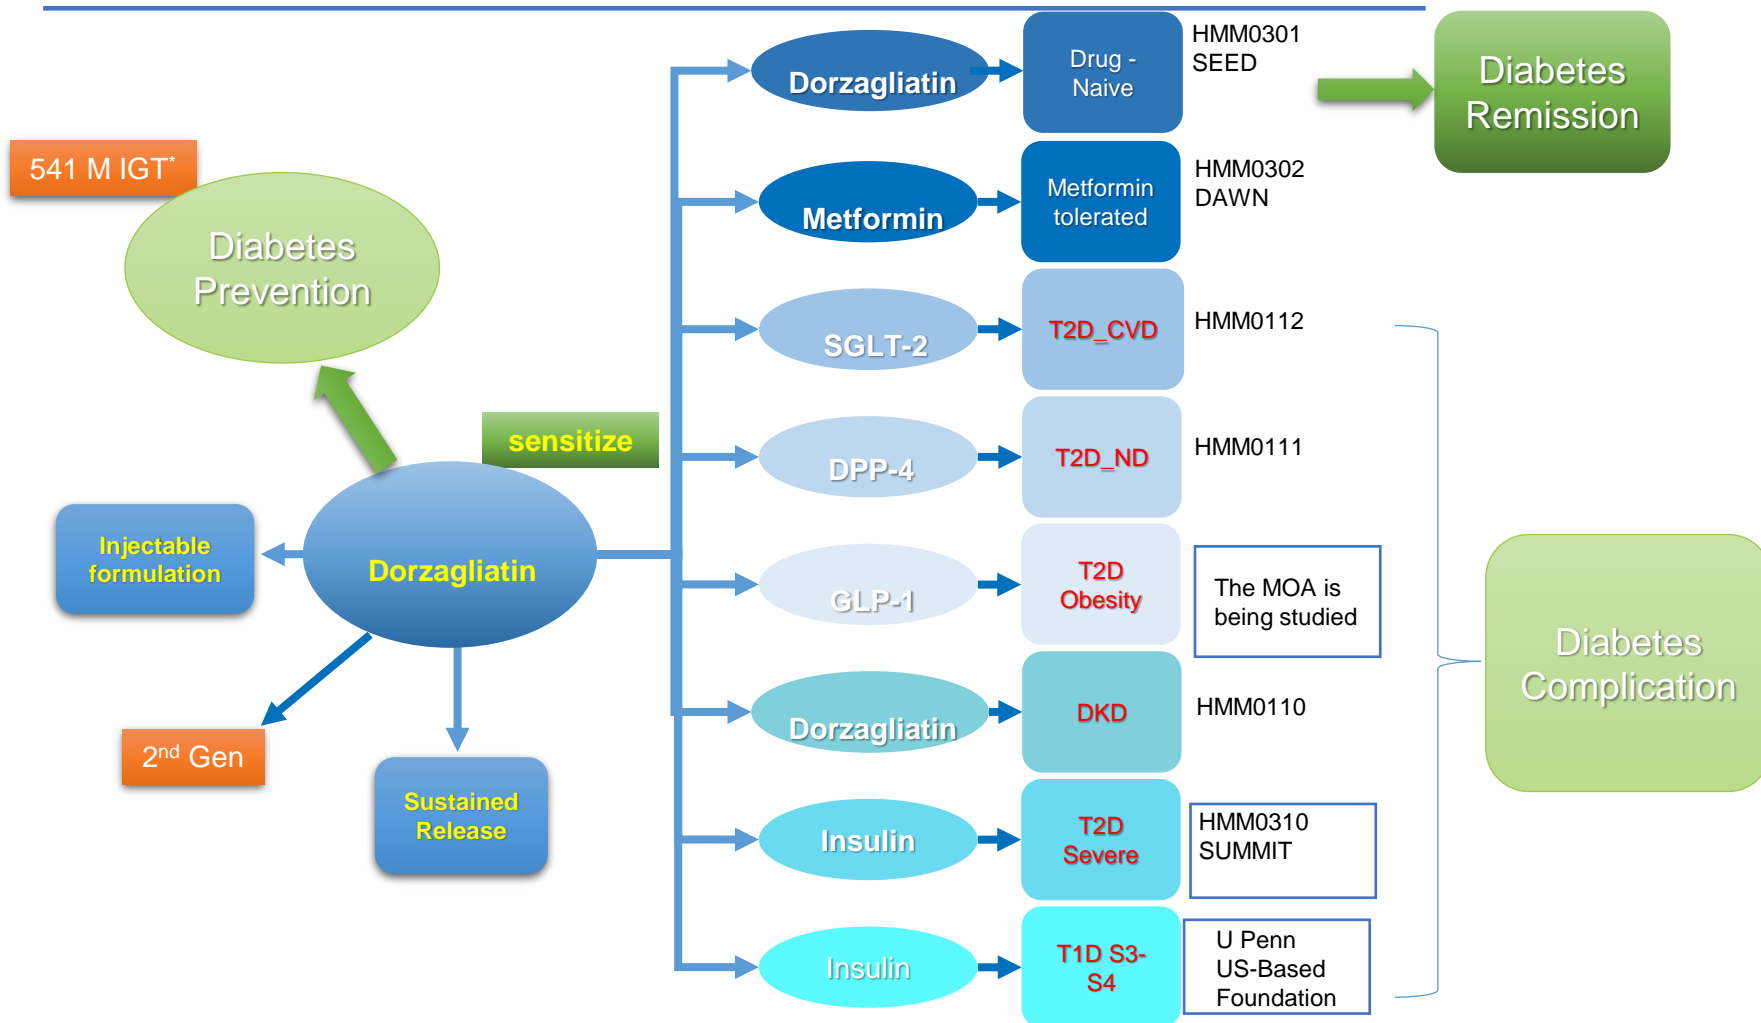 Dorzagliatin
Drug -
Naive
HMM0301
SEED
Diabetes
Remission
541 M IGT*
Diabetes
Prevention
Metformin
Metformin
tolerated
HMM0302
DAWN
SGLT-2
T2D_CVD
HMM0112
sensitize
DPP-4
T2D_ND
HMM0111
Injectable
formulation
Dorzagliatin
GLP-1
T2D
Obesity
The MOA is
being studied
Diabetes
Complication
Dorzagliatin
DKD
HMM0110
2nd Gen
Sustained
Release
Insulin
T2D
Severe
HMM0310
SUMMIT
Insulin
T1D S3-
S4
U Penn
US-Based
Foundation